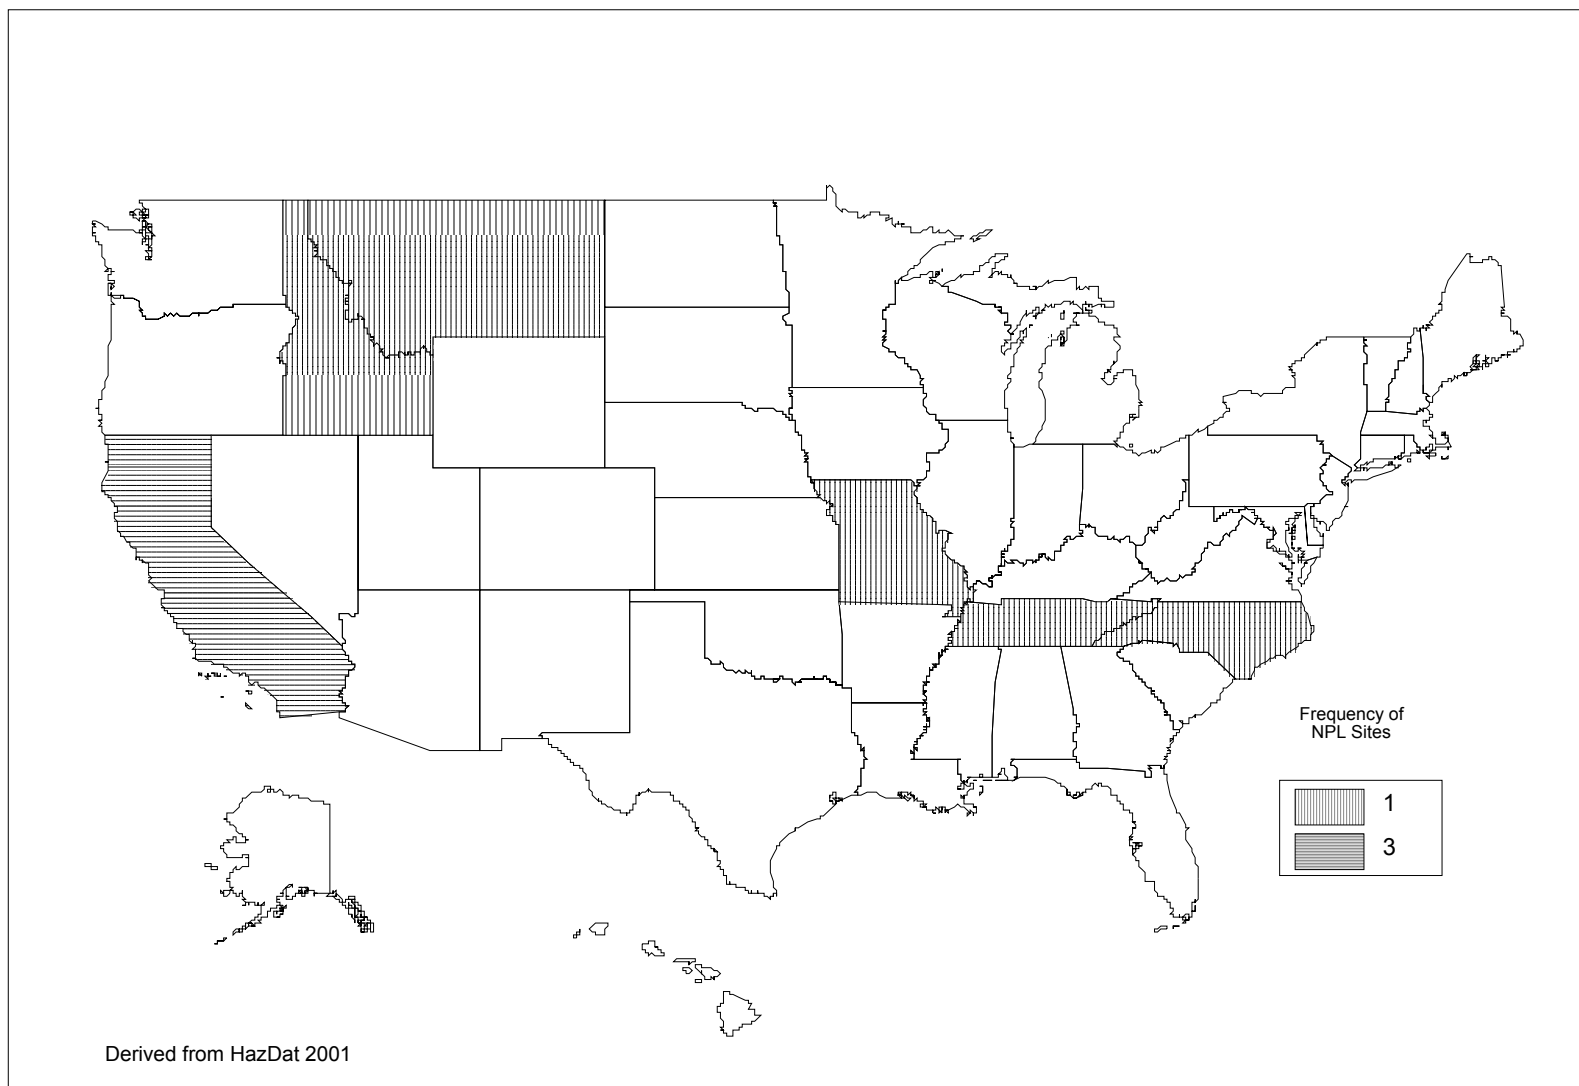 Frequency of
NPL Sites
1
3
Derived from HazDat 2001